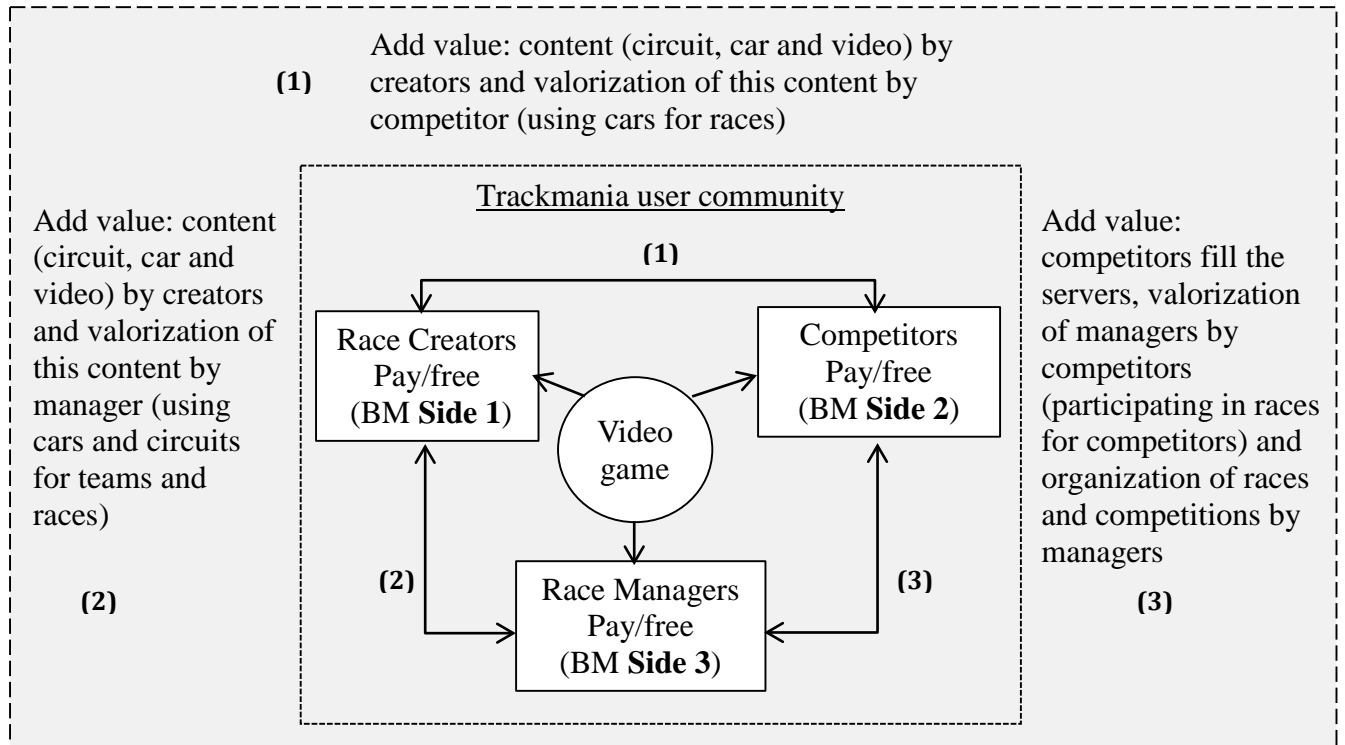 Add value: content (circuit, car and video) by
creators and valorization of this content by
competitor (using cars for races)
(1)
Trackmania user community
(1)
Add value: content
(circuit, car and
video) by creators
and valorization of
this content by
manager (using
cars and circuits
for teams and
races)
(2)
Race Creators
Pay/free
(BM Side 1)
Competitors
Pay/free
(BM Side 2)
Video
game
(2)
(3)
Race Managers
Pay/free
(BM Side 3)
Add value:
competitors fill the
servers, valorization
of managers by
competitors
(participating in races
for competitors) and
organization of races
and competitions by
managers
(3)